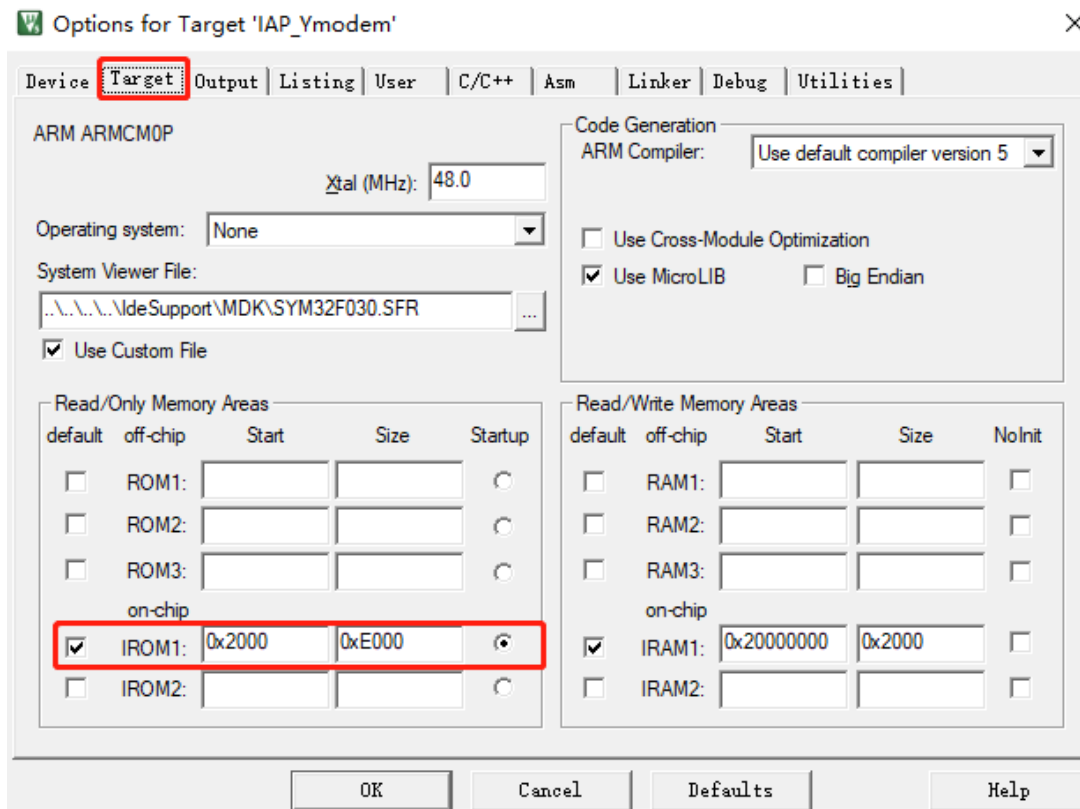 Options for Target 'IAP_Ymodem'
Device Target Output Listing User C/C++ Asm Linker Debug Utilities
ARM ARMCM0P
Xtal (MHz): 48.0
Operating system: None
System Viewer File:
..\..\..\..\IdeSupport\MDK\SYM32F030.SFR ...
Use Custom File
Code Generation
ARM Compiler: Use default compiler version 5
Use Cross-Module Optimization
Use MicroLIB Big Endian
Read/Only Memory Areas
default off-chip Start Size Startup
ROM1:
ROM2:
ROM3:
on-chip
IROM1: 0x2000 0xE000
IROM2:
Read/Write Memory Areas
default off-chip Start Size NoInit
RAM1:
RAM2:
RAM3:
on-chip
IRAM1: 0x20000000 0x2000
IRAM2:
OK Cancel Defaults Help